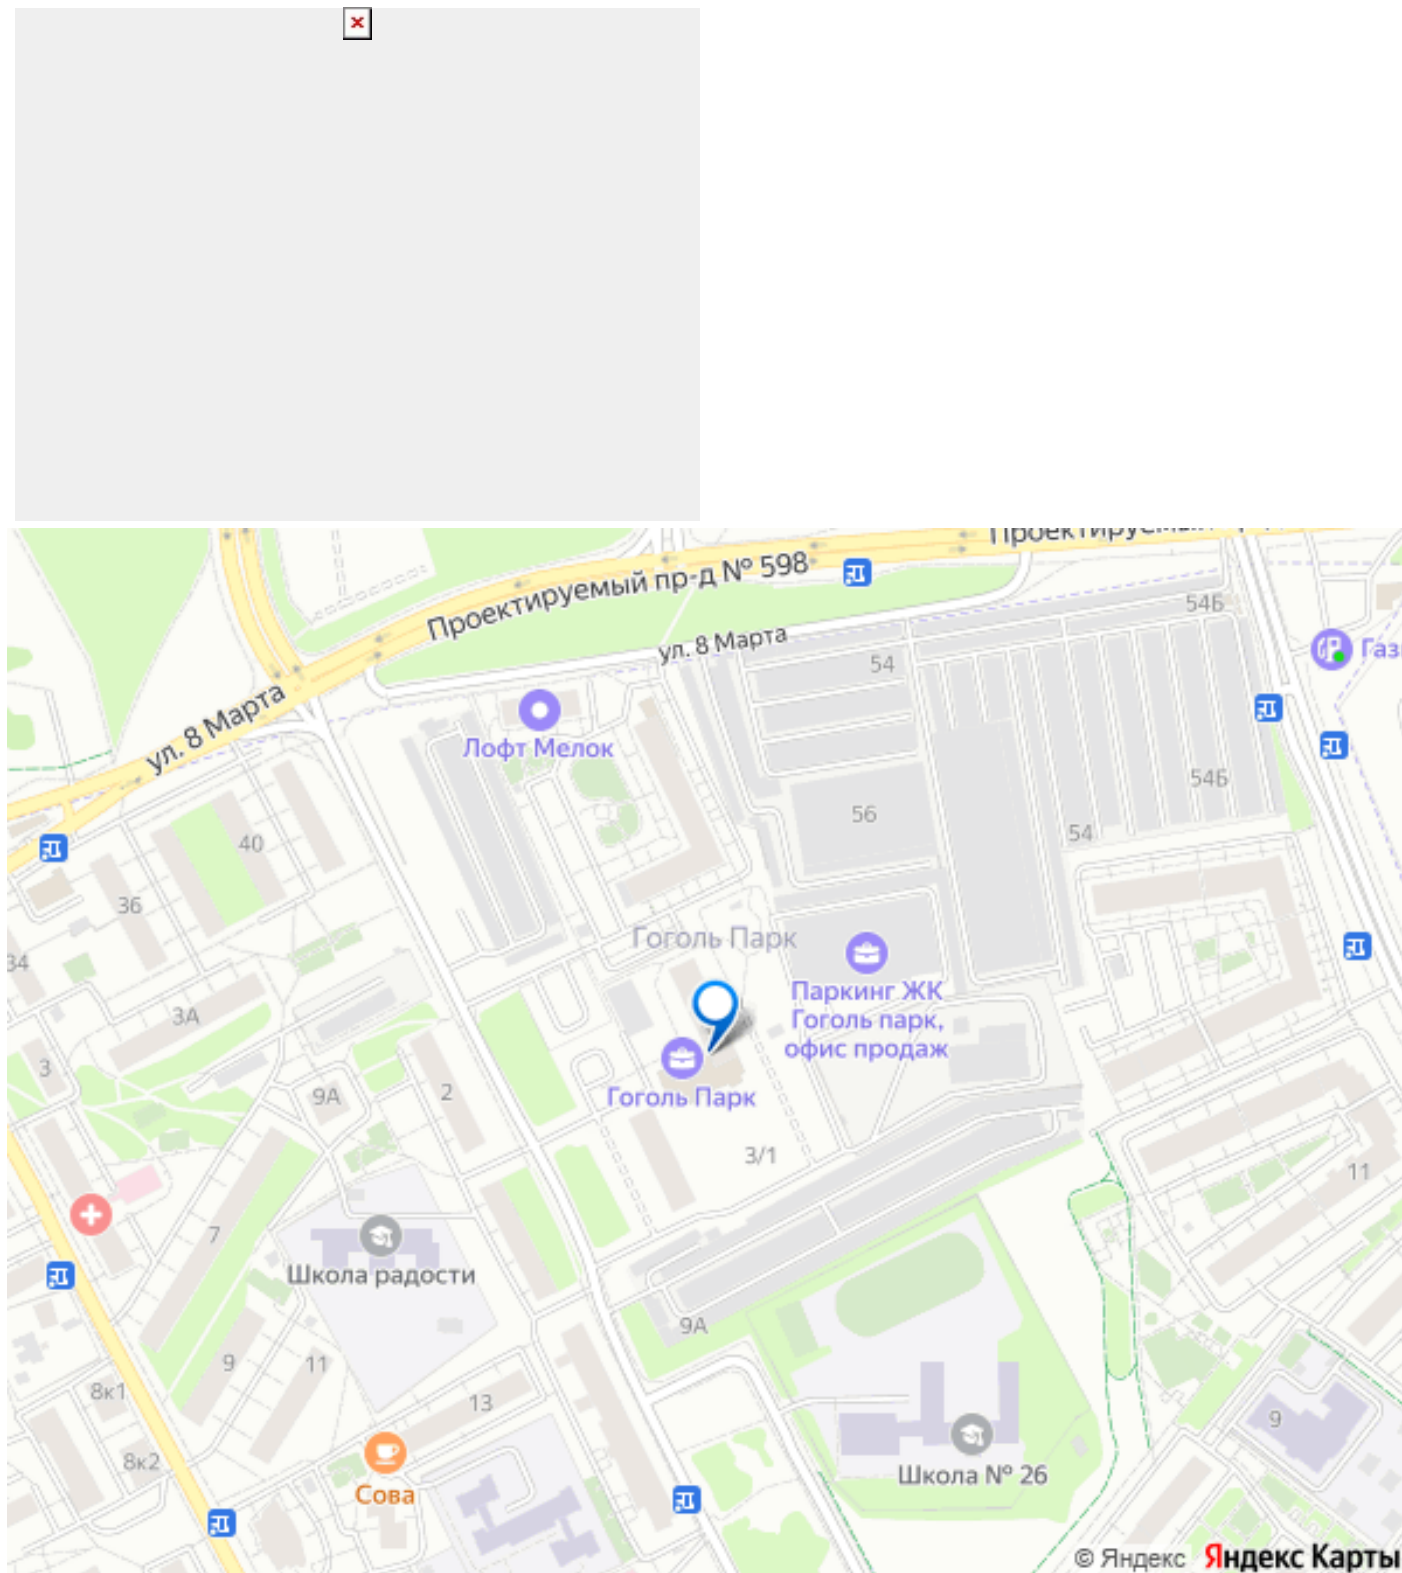 Проектируемый пр-д № 598
ул. 8 Марта
54Б
54
Газ
ул. 8 Марта
Лофт Мелок
54Б
56
54
40
36
34
Гоголь Парк
Паркинг ЖК
Гоголь парк,
офис продаж
3А
3
9А
2
Гоголь Парк
3/1
11
7
Школа радости
9А
9
11
8к1
13
9
8к2
Сова
Школа № 26
© Яндекс Яндекс Карты